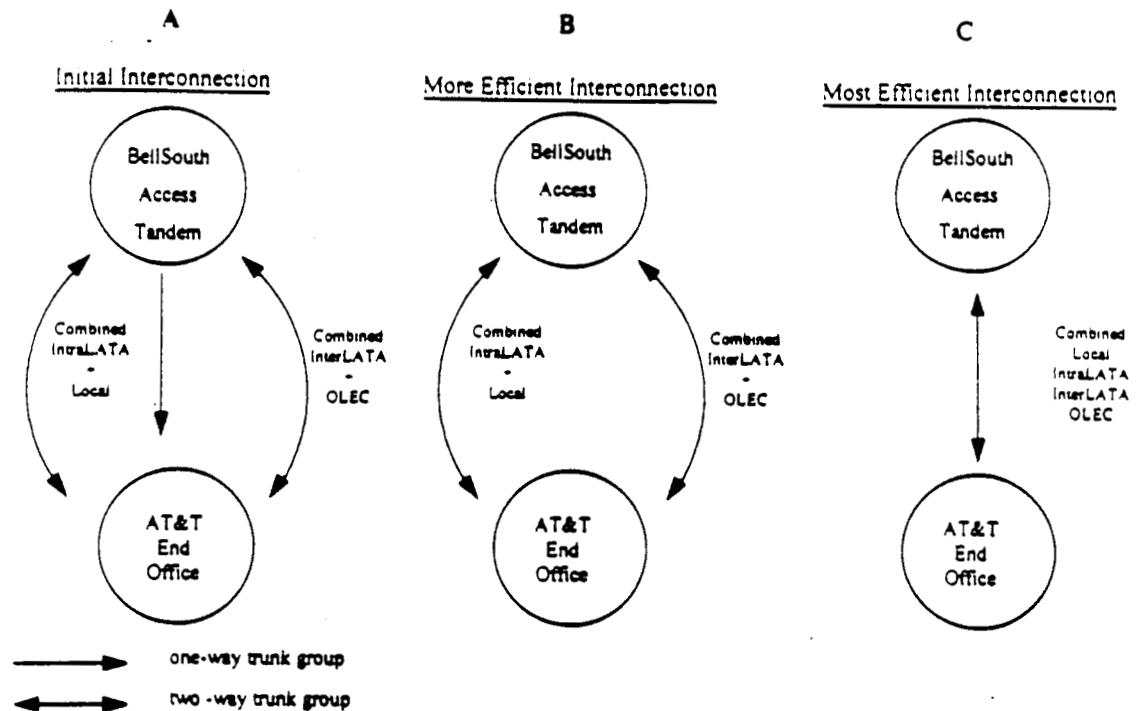 A
Initial Interconnection
BellSouth
Access
Tandem
Combined
IntraLATA
+
Local
Combined
InterLATA
+
OLEC
AT&T
End
Office
B
More Efficient Interconnection
BellSouth
Access
Tandem
Combined
IntraLATA
+
Local
Combined
InterLATA
+
OLEC
AT&T
End
Office
C
Most Efficient Interconnection
BellSouth
Access
Tandem
Combined
Local
IntraLATA
InterLATA
OLEC
AT&T
End
Office
one-way trunk group
two-way trunk group